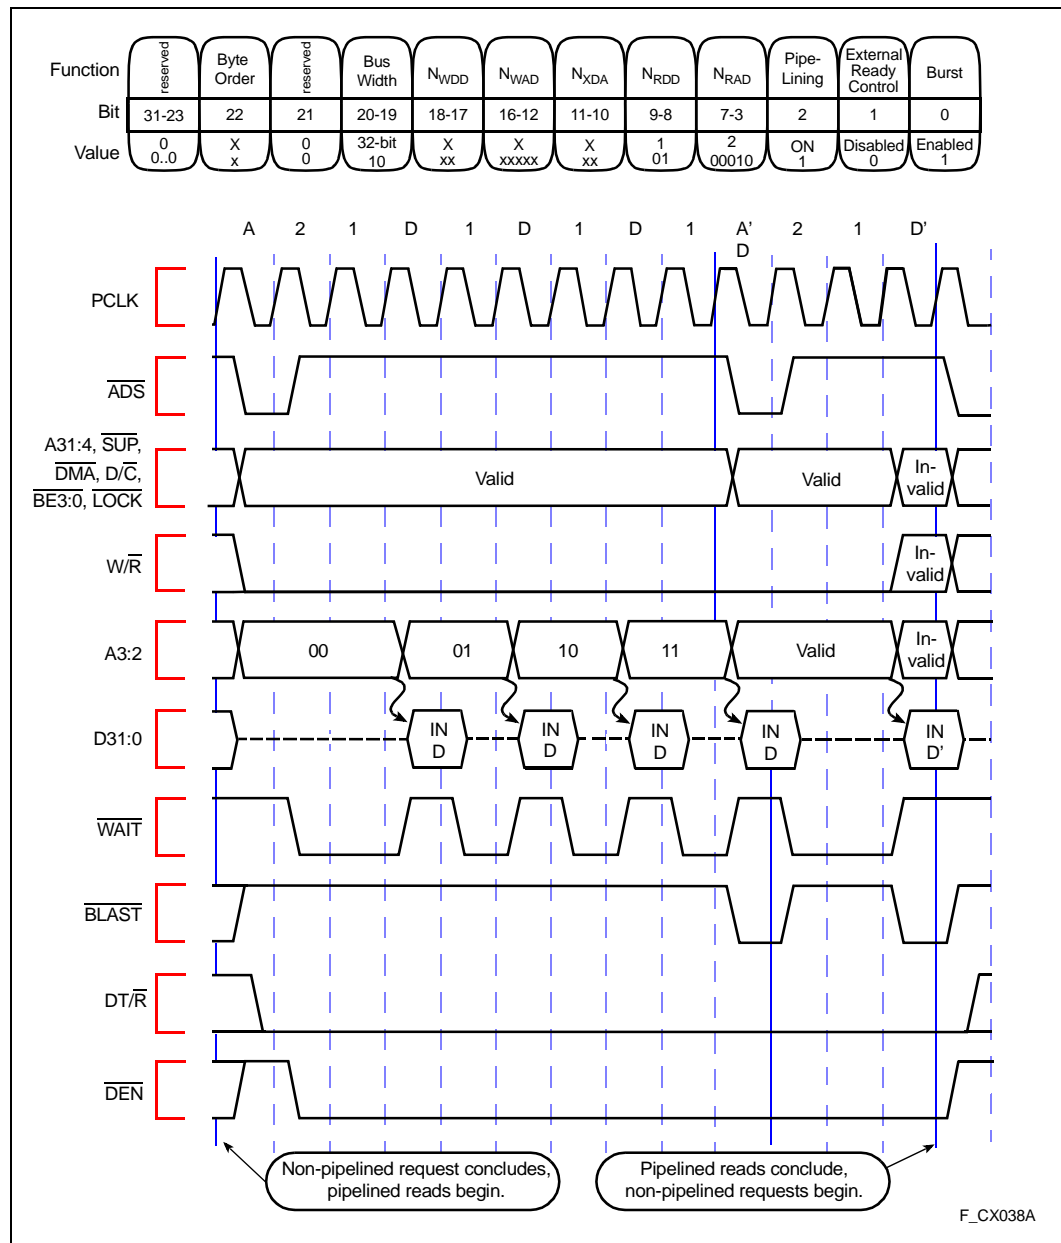 Function reserved Byte Order reserved Bus Width NWDD NWAD NXDA NRDD NRAD Pipe-Lining External Ready Control Burst
Bit 31-23 22 21 20-19 18-17 16-12 11-10 9-8 7-3 2 1 0
Value 0 X 0 32-bit X X X 1 2 ON Disabled Enabled
0..0 x 0 10 xx xxxxx xx 01 00010 1 0 1
A 2 1 D 1 D 1 D 1 A' 2 1 D'
D
PCLK
ADS
A31:4, SUP,
DMA, D/C,
BE3:0, LOCK
Valid Valid In-valid
W/R In-valid
A3:2 00 01 10 11 Valid In-valid
D31:0 IN D IN D IN D IN D IN D'
WAIT
BLAST
DT/R
DEN
Non-pipelined request concludes,
pipelined reads begin.
Pipelined reads conclude,
non-pipelined requests begin.
F_CX038A